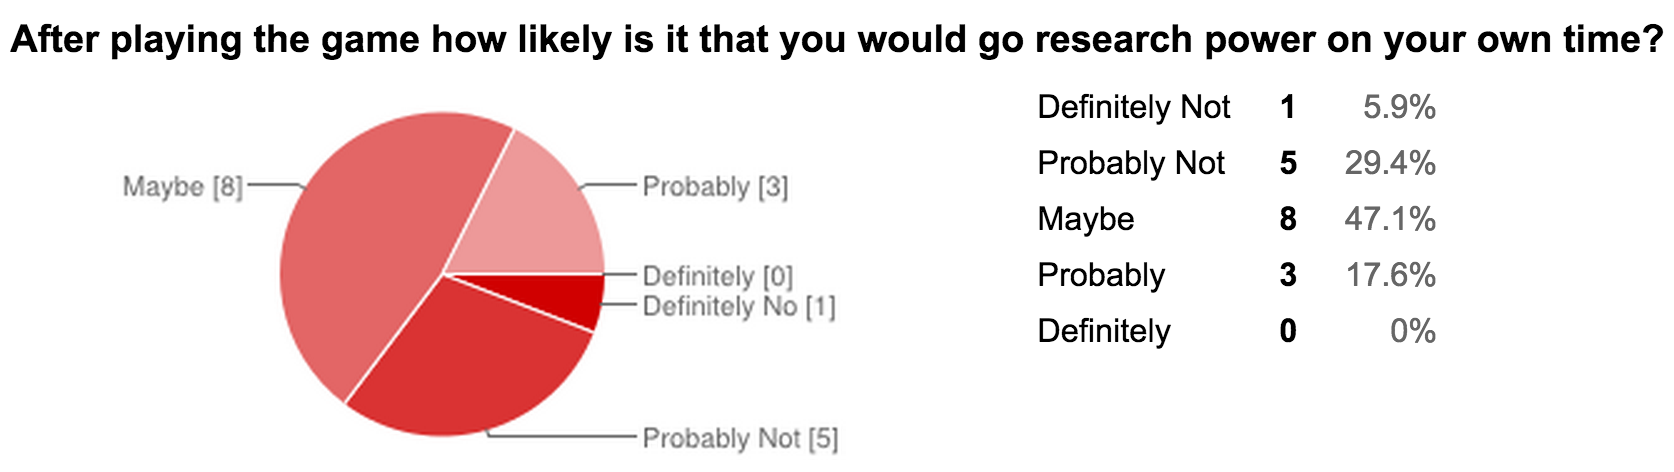 After playing the game how likely is it that you would go research power on your own time?
Maybe [8]
Probably [3]
Definitely [0]
Definitely No [1]
Probably Not [5]
Definitely Not 1 5.9%
Probably Not 5 29.4%
Maybe 8 47.1%
Probably 3 17.6%
Definitely 0 0%